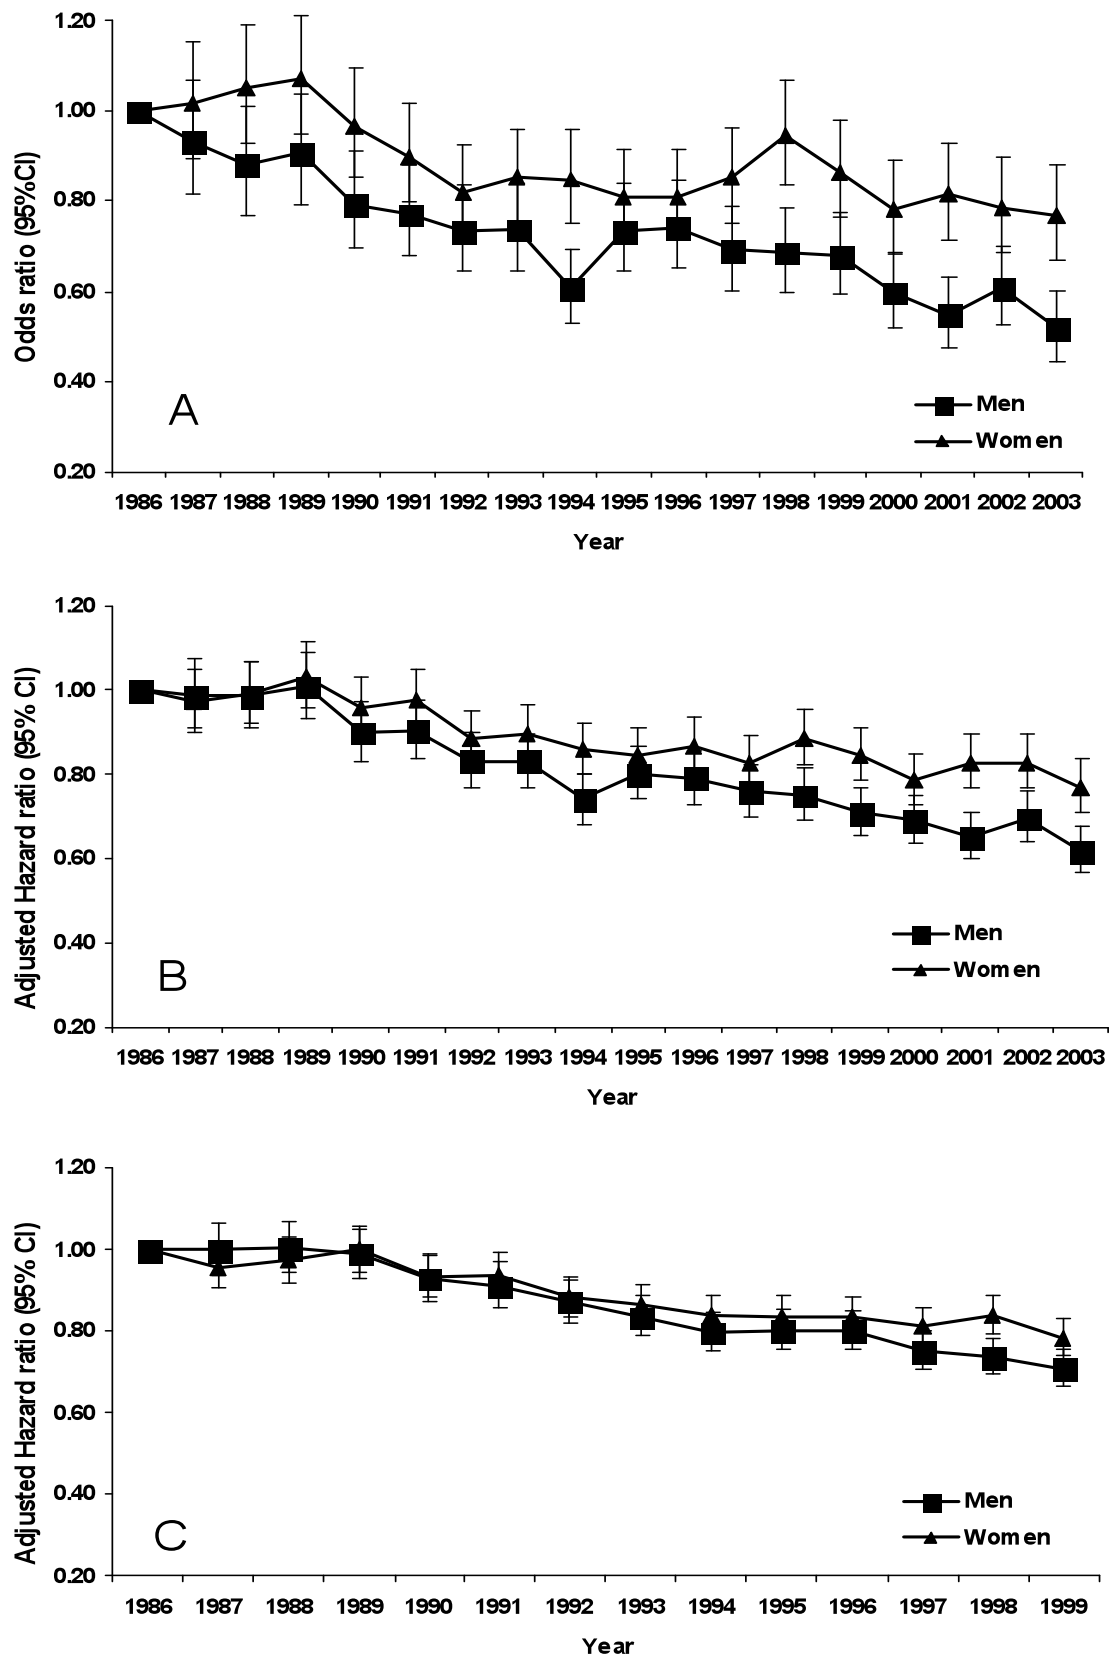 1.20
1.00
0.80
0.60
0.40
0.20
Odds ratio (95%CI)
A
Men
Women
1986 1987 1988 1989 1990 1991 1992 1993 1994 1995 1996 1997 1998 1999 2000 2001 2002 2003
Year
1.20
1.00
0.80
0.60
0.40
0.20
Adjusted Hazard ratio (95% CI)
B
Men
Women
1986 1987 1988 1989 1990 1991 1992 1993 1994 1995 1996 1997 1998 1999 2000 2001 2002 2003
Year
1.20
1.00
0.80
0.60
0.40
0.20
Adjusted Hazard ratio (95% CI)
C
Men
Women
1986 1987 1988 1989 1990 1991 1992 1993 1994 1995 1996 1997 1998 1999
Year